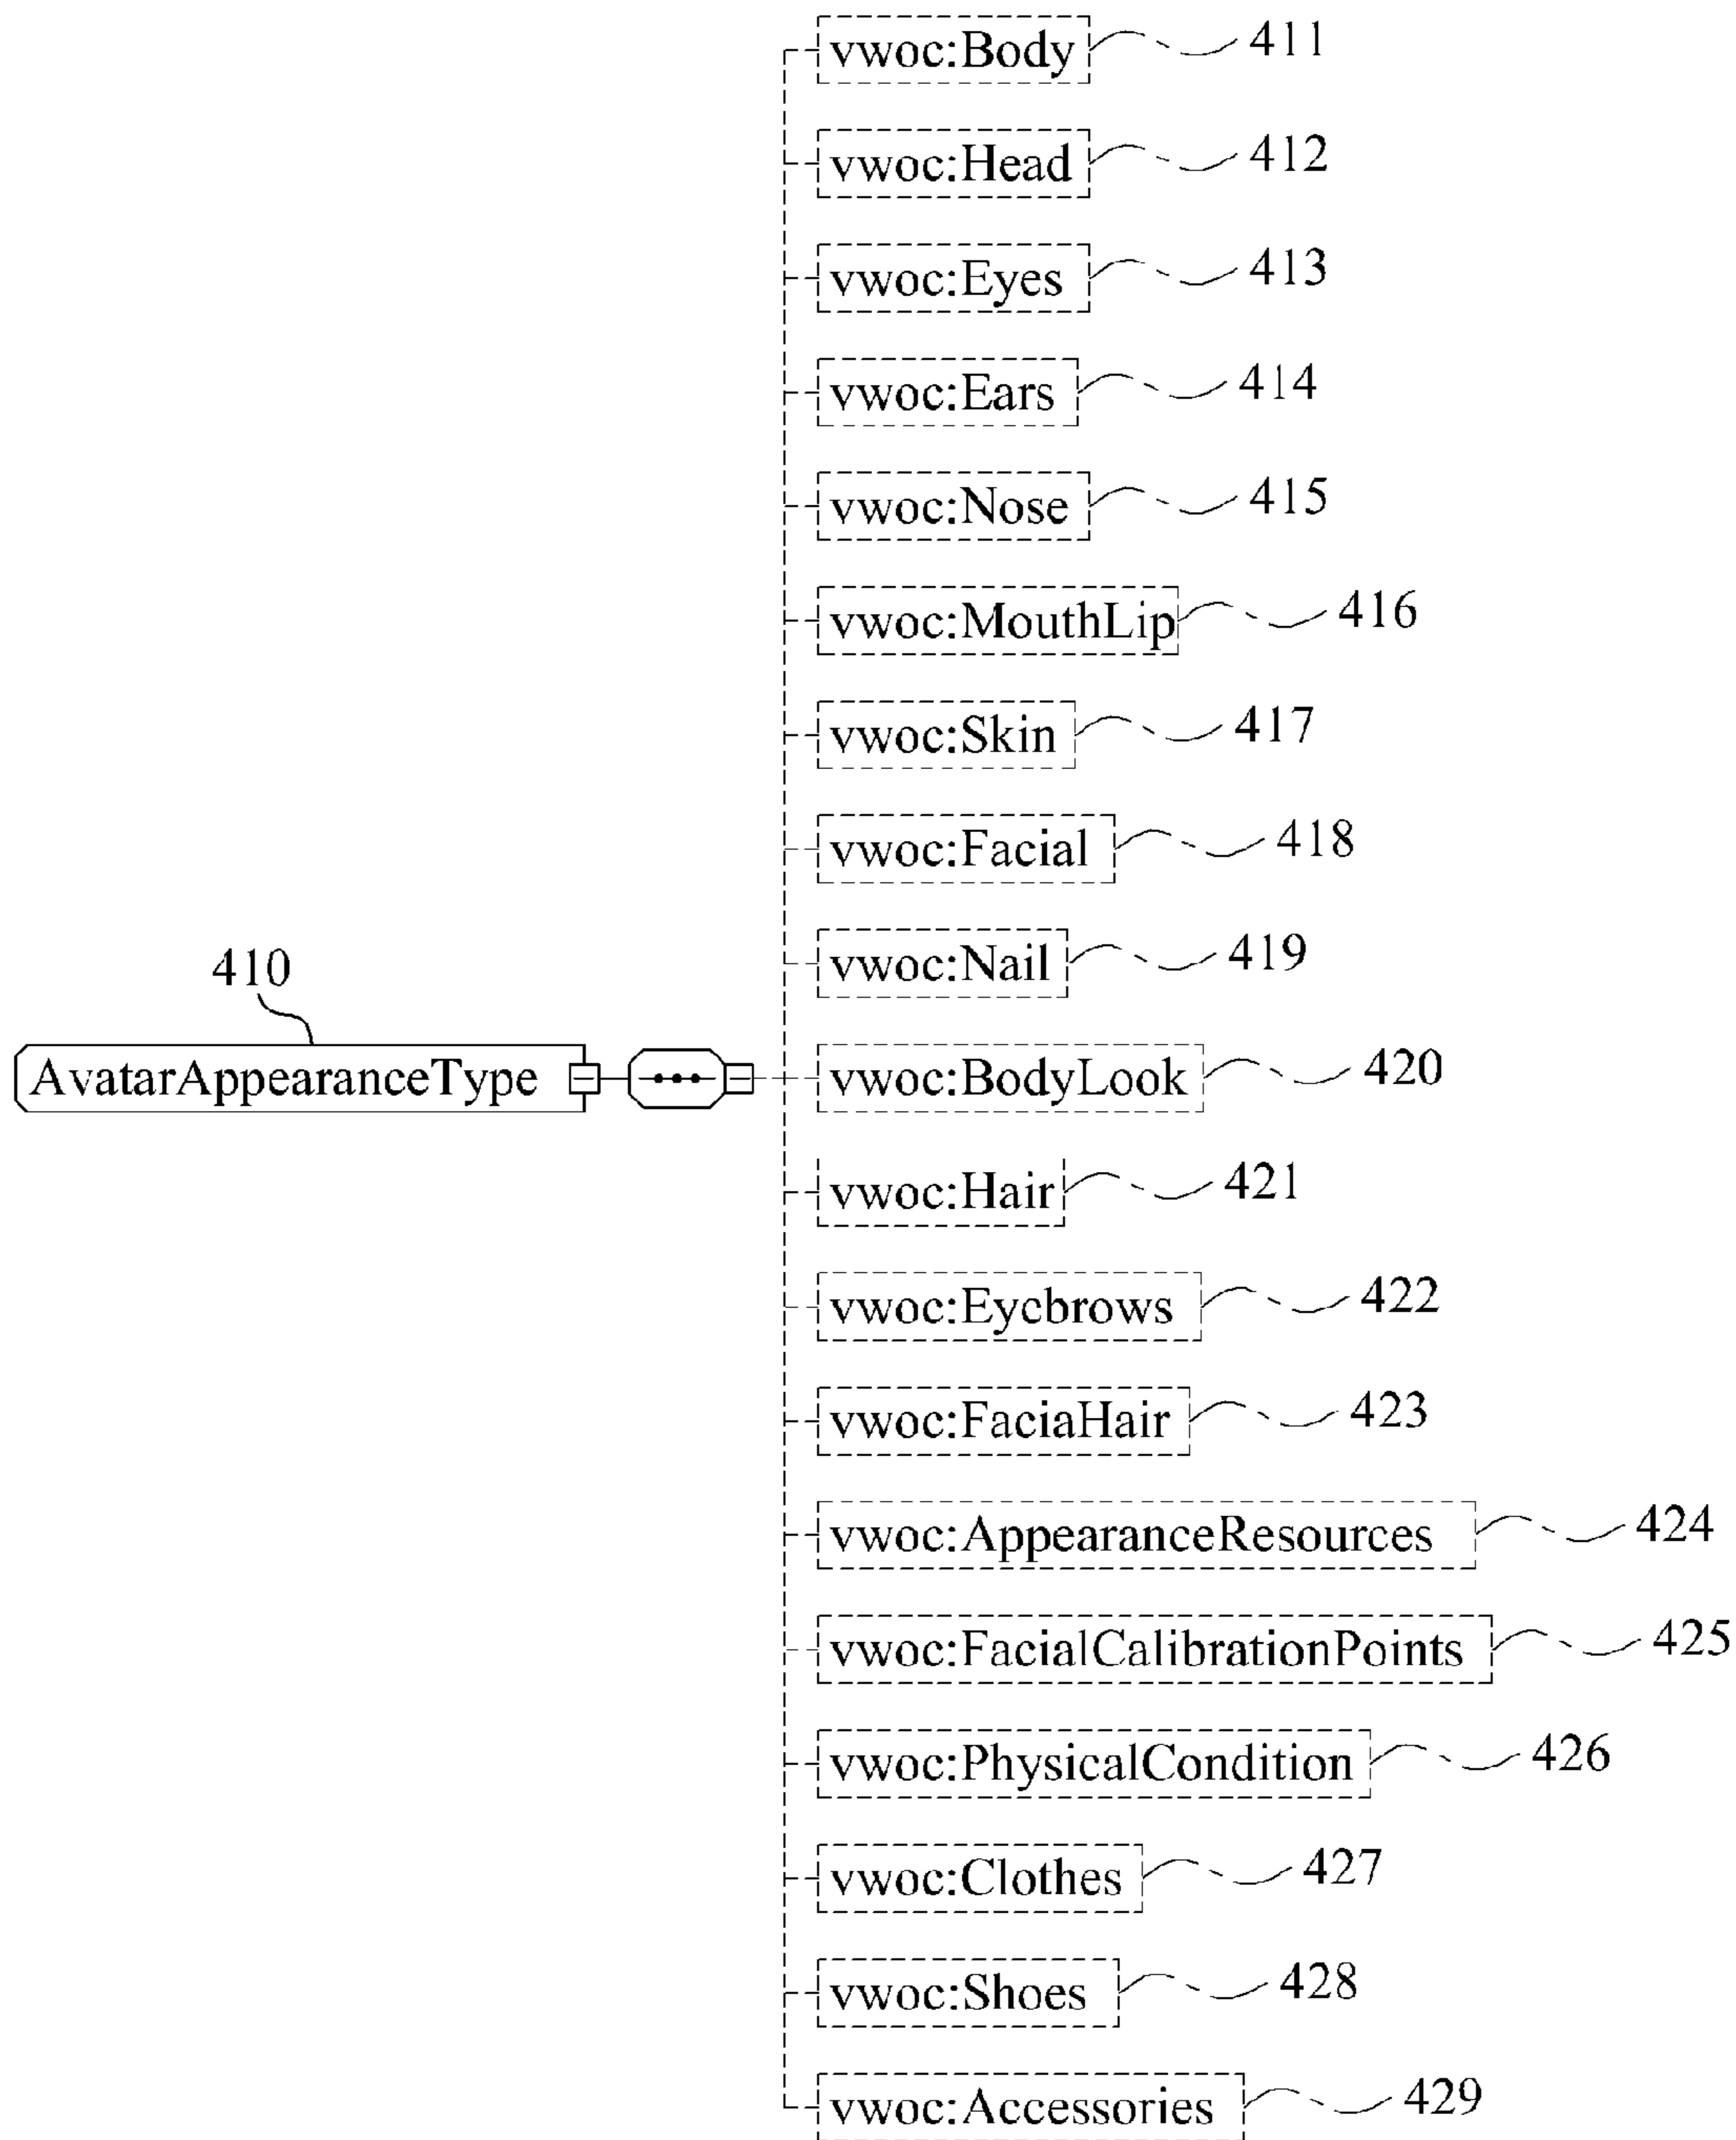 vwoc:Body 411
vwoc:Head 412
vwoc:Eyes 413
vwoc:Ears 414
vwoc:Nose 415
vwoc:MouthLip 416
vwoc:Skin 417
vwoc:Facial 418
vwoc:Nail 419
410
AvatarAppearanceType
vwoc:BodyLook 420
vwoc:Hair 421
vwoc:Eyebrows 422
vwoc:FaciaHair 423
vwoc:AppearanceResources 424
vwoc:FacialCalibrationPoints 425
vwoc:PhysicalCondition 426
vwoc:Clothes 427
vwoc:Shoes 428
vwoc:Accessories 429